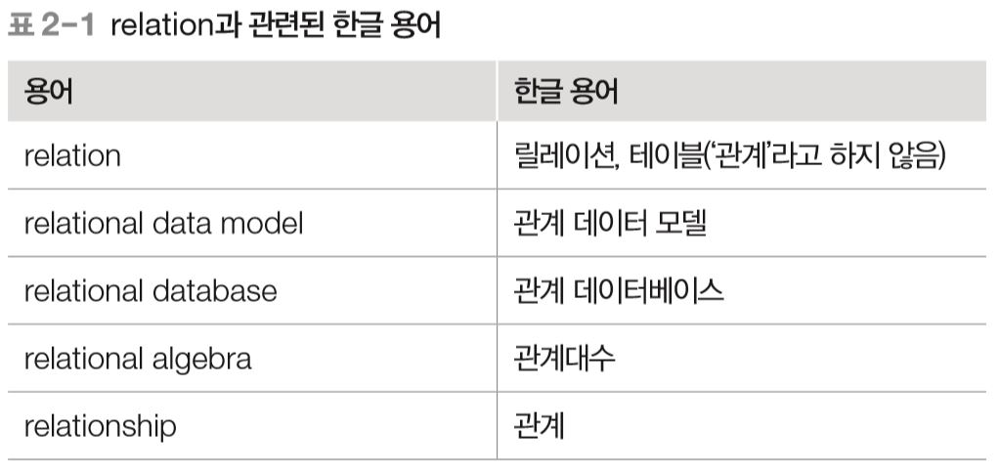 표 2-1 relation과 관련된 한글 용어
용어 한글 용어
relation 릴레이션, 테이블(‘관계’라고 하지 않음)
relational data model 관계 데이터 모델
relational database 관계 데이터베이스
relational algebra 관계대수
relationship 관계